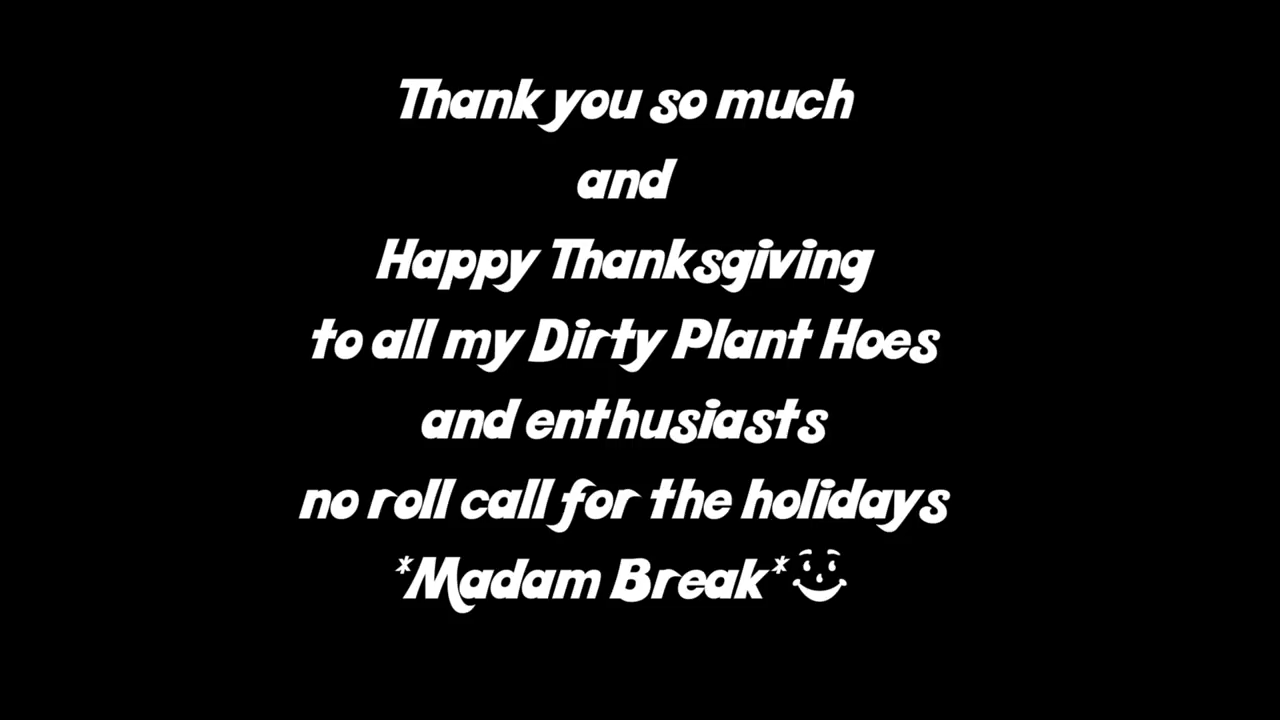 Thank you so much
and
Happy Thanksgiving
to all my Dirty Plant Hoes
and enthusiasts
no roll call for the holidays
*Madam Break*